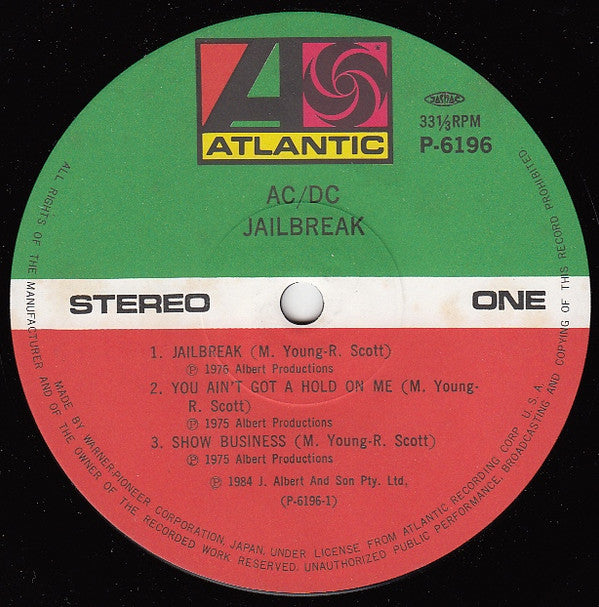 ATLANTIC
JASRAC
33⅓RPM
P-6196
AC/DC
JAILBREAK
STEREO
ONE
1. JAILBREAK (M. Young-R. Scott)
Ⓟ 1976 Albert Productions
2. YOU AIN'T GOT A HOLD ON ME (M. Young-
R. Scott)
Ⓟ 1975 Albert Productions
3. SHOW BUSINESS (M. Young-R. Scott)
Ⓟ 1975 Albert Productions
Ⓟ 1984 J. Albert And Son Pty. Ltd,
(P-6196-1)
ALL RIGHTS OF THE MANUFACTURER AND OF THE OWNER OF THE RECORDED WORK RESERVED. UNAUTHORIZED PUBLIC PERFORMANCE, BROADCASTING AND COPYING OF THIS RECORD PROHIBITED
MADE BY WARNER-PIONEER CORPORATION, JAPAN, UNDER LICENSE FROM ATLANTIC RECORDING CORP. U.S.A.